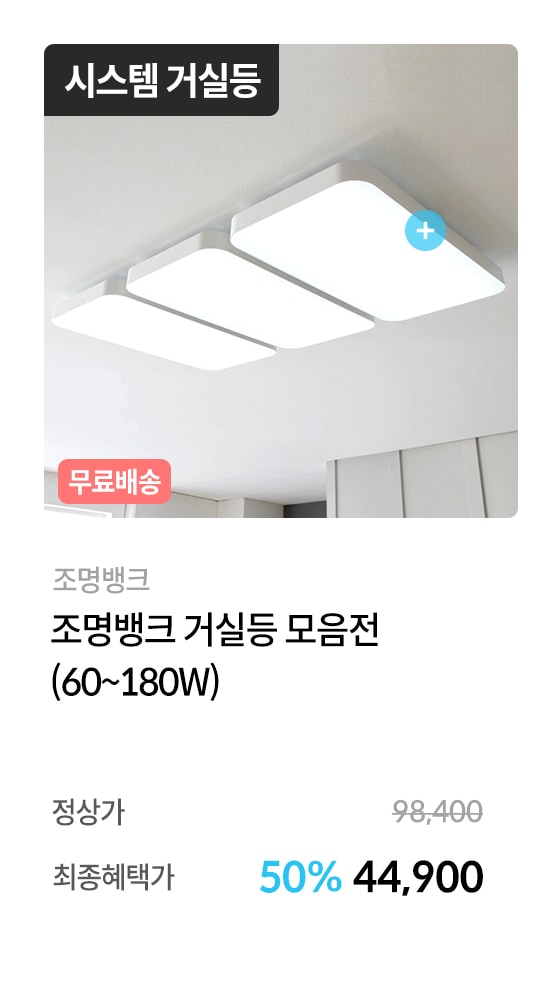 시스템 거실등
+
무료배송
조명뱅크
조명뱅크 거실등 모음전
(60~180W)
정상가 98,400
최종혜택가 50% 44,900